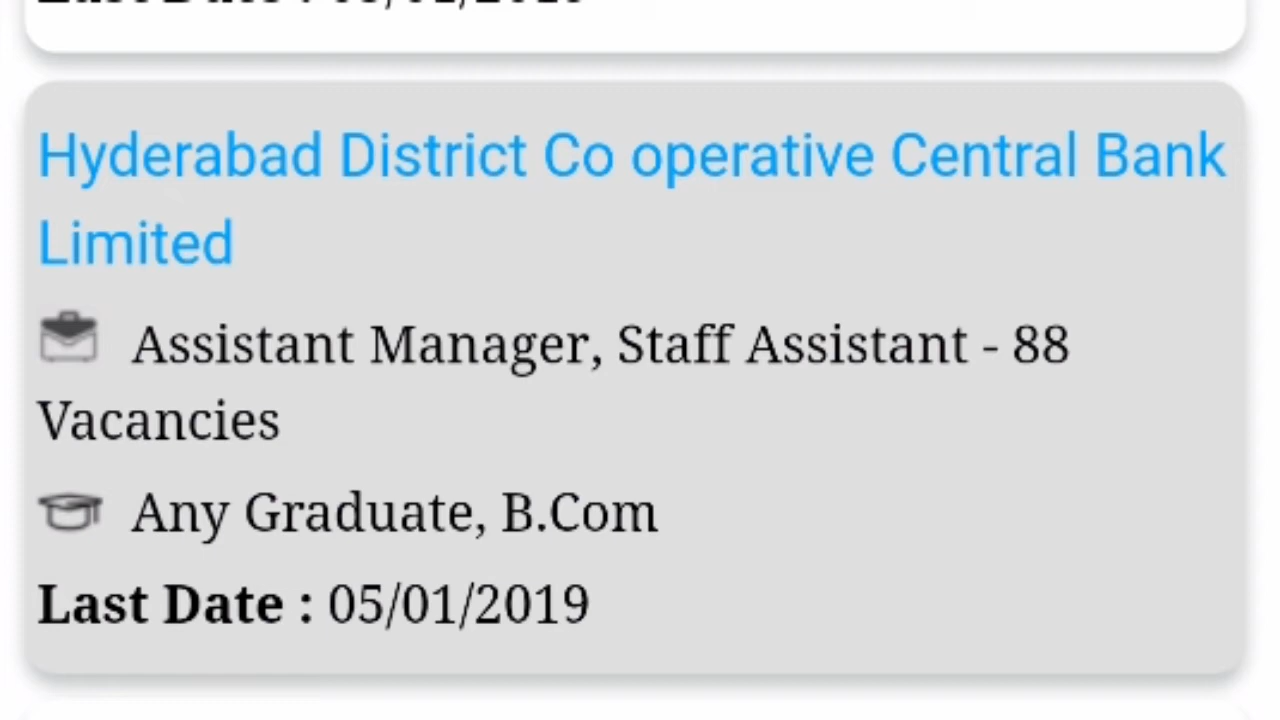 Hyderabad District Co operative Central Bank
Limited
Assistant Manager, Staff Assistant - 88
Vacancies
Any Graduate, B.Com
Last Date : 05/01/2019